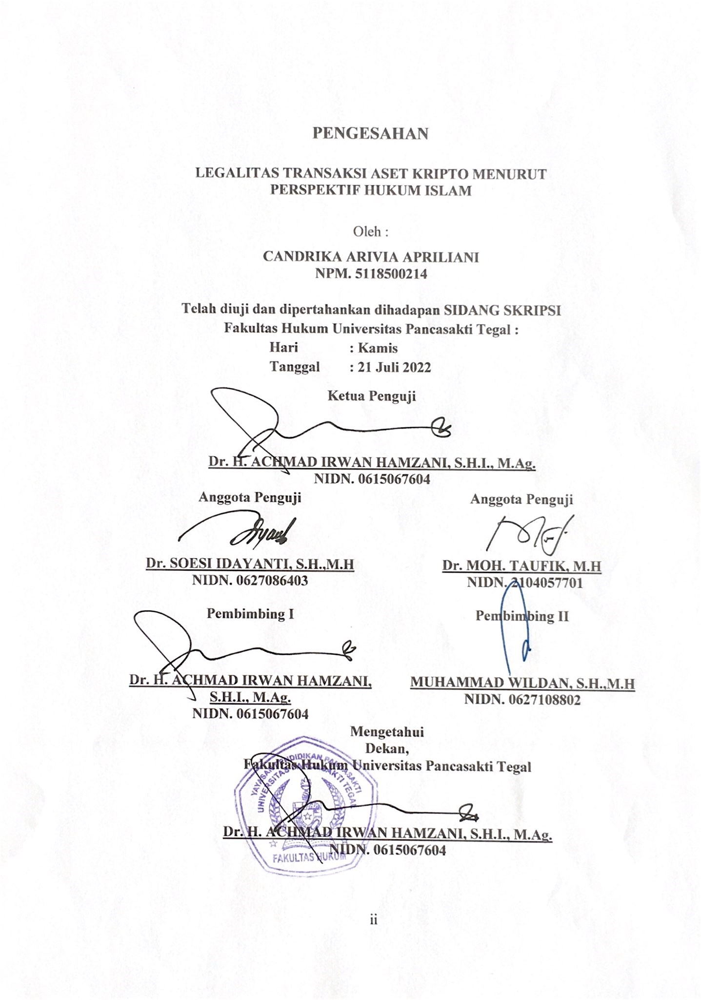 PENGESAHAN
LEGALITAS TRANSAKSI ASET KRIPTO MENURUT
PERSPEKTIF HUKUM ISLAM
Oleh :
CANDRIKA ARIVIA APRILIANI
NPM. 5118500214
Telah diuji dan dipertahankan dihadapan SIDANG SKRIPSI
Fakultas Hukum Universitas Pancasakti Tegal :
Hari : Kamis
Tanggal : 21 Juli 2022
Ketua Penguji
Dr. H. ACHMAD IRWAN HAMZANI, S.H.I., M.Ag.
NIDN. 0615067604
Anggota Penguji
Dr. SOESI IDAYANTI, S.H.,M.H
NIDN. 0627086403
Anggota Penguji
Dr. MOH. TAUFIK, M.H
NIDN. 2104057701
Pembimbing I
Dr. H. ACHMAD IRWAN HAMZANI,
S.H.I., M.Ag.
NIDN. 0615067604
Pembimbing II
MUHAMMAD WILDAN, S.H.,M.H
NIDN. 0627108802
Mengetahui
Dekan,
Fakultas Hukum Universitas Pancasakti Tegal
YAYASAN PENDIDIKAN PANCASAKTI
UNIVERSITAS PANCASAKTI TEGAL
Dr. H. ACHMAD IRWAN HAMZANI, S.H.I., M.Ag.
NIDN. 0615067604
FAKULTAS HUKUM
ii